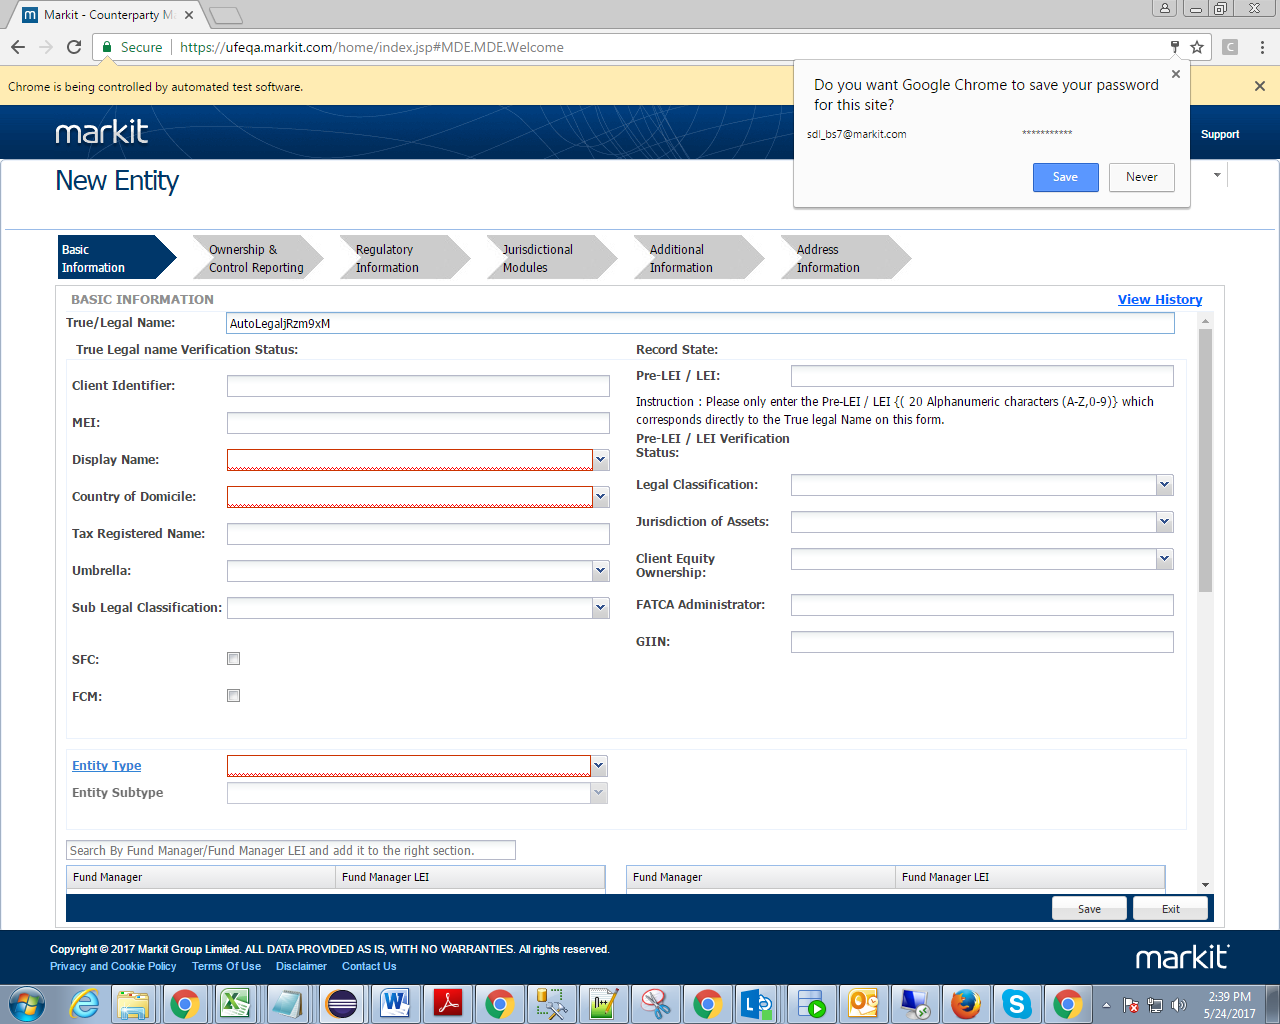 Markit - Counterparty M
Secure https://ufeqa.markit.com/home/index.jsp#MDE.MDE.Welcome
Chrome is being controlled by automated test software.
Do you want Google Chrome to save your password
for this site?
sdl_bs7@markit.com ***********
Save Never
markit
Support
New Entity
Basic
Information
Ownership &
Control Reporting
Regulatory
Information
Jurisdictional
Modules
Additional
Information
Address
Information
BASIC INFORMATION
View History
True/Legal Name: AutoLegaljRzm9xM
True Legal name Verification Status:
Record State:
Client Identifier:
Pre-LEI / LEI:
Instruction : Please only enter the Pre-LEI / LEI {( 20 Alphanumeric characters (A-Z,0-9)} which
corresponds directly to the True legal Name on this form.
MEI:
Pre-LEI / LEI Verification
Status:
Display Name:
Legal Classification:
Country of Domicile:
Jurisdiction of Assets:
Tax Registered Name:
Client Equity
Ownership:
Umbrella:
FATCA Administrator:
Sub Legal Classification:
GIIN:
SFC:
FCM:
Entity Type
Entity Subtype
Search By Fund Manager/Fund Manager LEI and add it to the right section.
Fund Manager Fund Manager LEI Fund Manager Fund Manager LEI
Save Exit
Copyright © 2017 Markit Group Limited. ALL DATA PROVIDED AS IS, WITH NO WARRANTIES. All rights reserved.
Privacy and Cookie Policy Terms Of Use Disclaimer Contact Us
markit
2:39 PM
5/24/2017